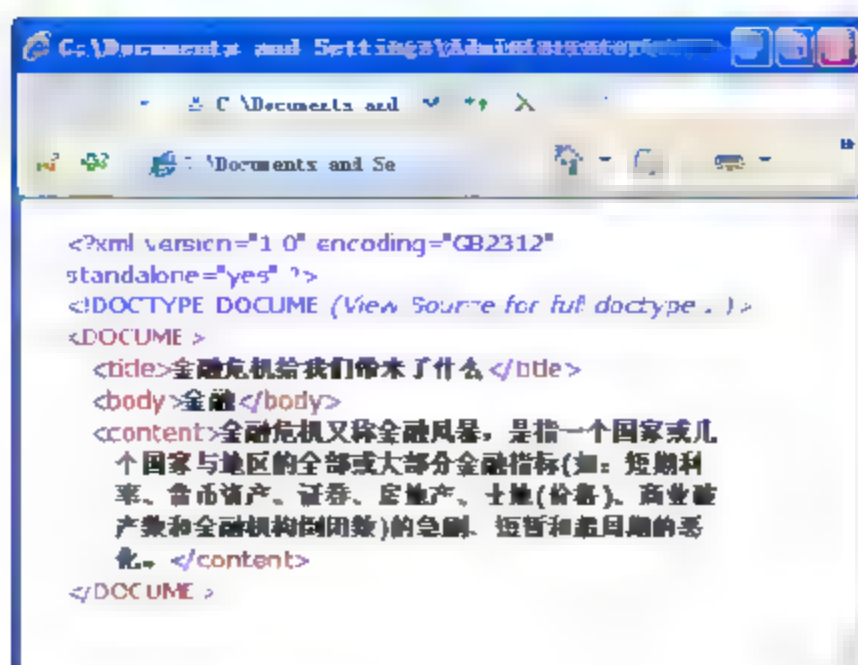 C:\Documents and Settings\Administrator
C:\Documents and
C:\Documents and Se
<?xml version="1.0" encoding="GB2312"
standalone="yes" ?>
<!DOCTYPE DOCUME (View Source for full doctype...)>
<DOCUME>
<title>金融危机给我们带来了什么</title>
<body>金融</body>
<content>金融危机又称金融风暴，是指一个国家或几
个国家与地区的全部或大部分金融指标(如：短期利
率、货币资产、证券、房地产、土地(价格)、商业破
产数和金融机构倒闭数)的急剧、短暂和超周期的恶
化。</content>
</DOCUME>